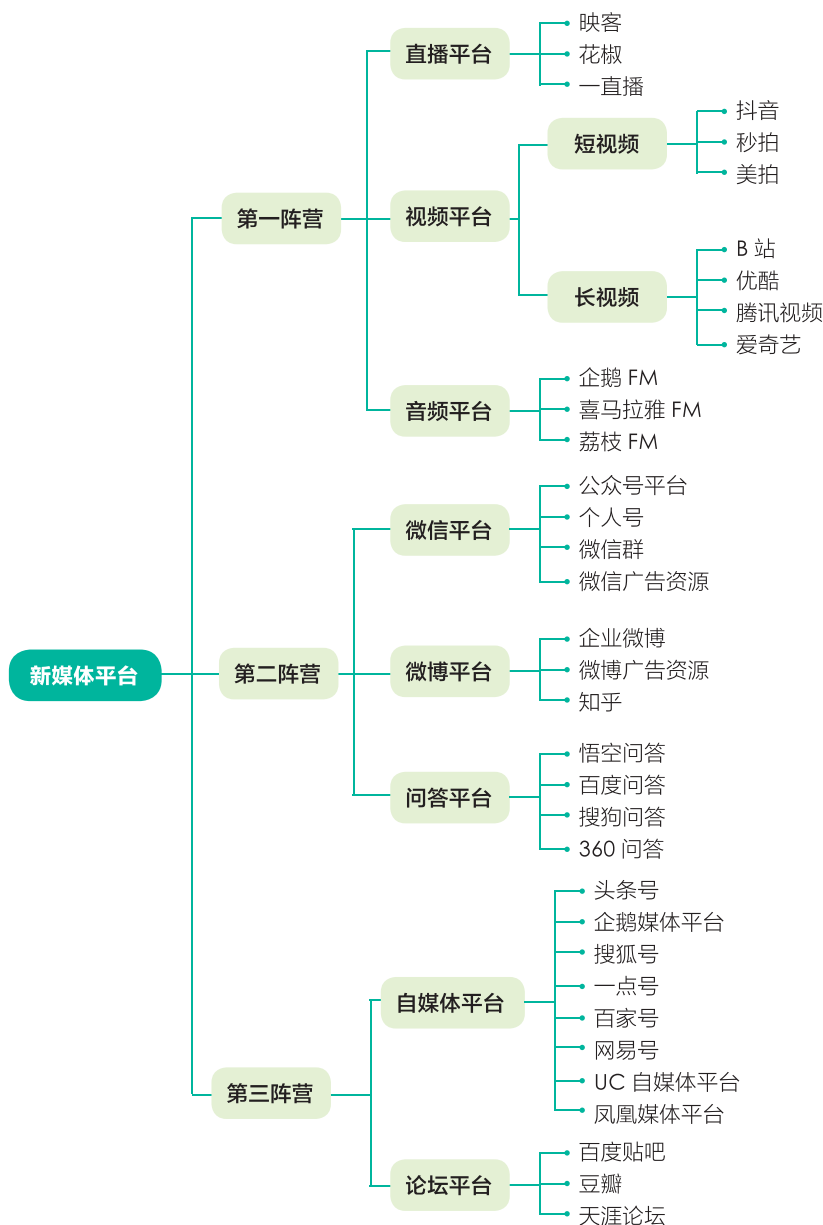 新媒体平台
第一阵营
直播平台
映客
花椒
一直播
视频平台
短视频
抖音
秒拍
美拍
长视频
B 站
优酷
腾讯视频
爱奇艺
音频平台
企鹅 FM
喜马拉雅 FM
荔枝 FM
第二阵营
微信平台
公众号平台
个人号
微信群
微信广告资源
微博平台
企业微博
微博广告资源
知乎
问答平台
悟空问答
百度问答
搜狗问答
360 问答
第三阵营
自媒体平台
头条号
企鹅媒体平台
搜狐号
一点号
百家号
网易号
UC 自媒体平台
凤凰媒体平台
论坛平台
百度贴吧
豆瓣
天涯论坛